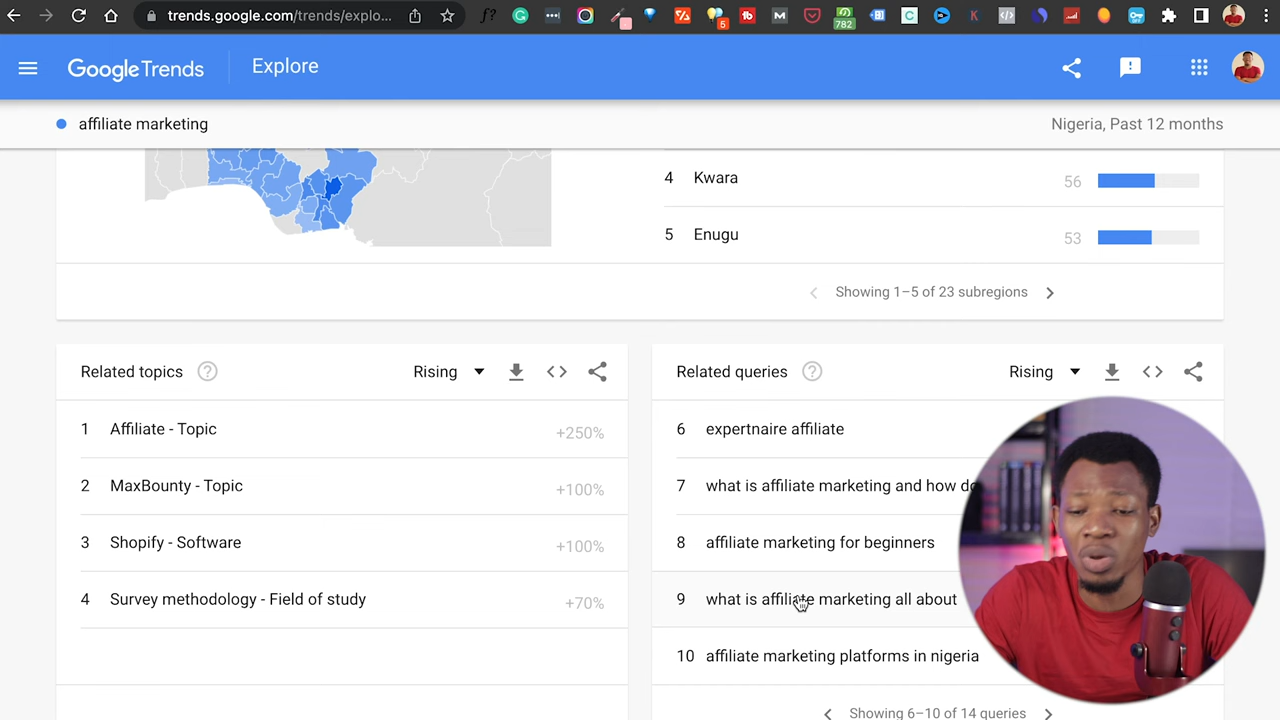 trends.google.com/trends/explo...
f?
5
782
Google Trends
Explore
affiliate marketing
Nigeria, Past 12 months
4 Kwara 56
5 Enugu 53
Showing 1–5 of 23 subregions
Related topics ? Rising
1 Affiliate - Topic +250%
2 MaxBounty - Topic +100%
3 Shopify - Software +100%
4 Survey methodology - Field of study +70%
Related queries ? Rising
6 expertnaire affiliate
7 what is affiliate marketing and how do
8 affiliate marketing for beginners
9 what is affiliate marketing all about
10 affiliate marketing platforms in nigeria
Showing 6–10 of 14 queries